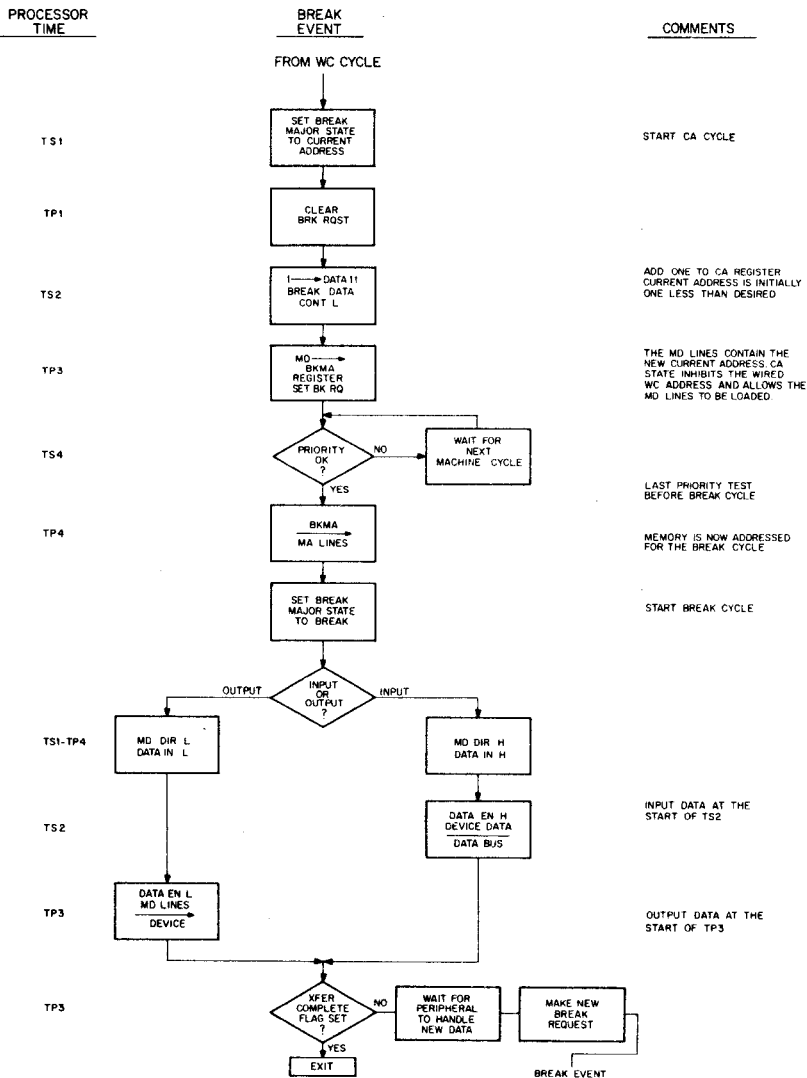 PROCESSOR
TIME
BREAK
EVENT
COMMENTS
FROM WC CYCLE
TS1
SET BREAK
MAJOR STATE
TO CURRENT
ADDRESS
START CA CYCLE
TP1
CLEAR
BRK RQST
TS2
1 → DATA 11
BREAK DATA
CONT L
ADD ONE TO CA REGISTER
CURRENT ADDRESS IS INITIALLY
ONE LESS THAN DESIRED
TP3
MD →
BKMA
REGISTER
SET BK RQ
THE MD LINES CONTAIN THE
NEW CURRENT ADDRESS. CA
STATE INHIBITS THE WIRED
WC ADDRESS AND ALLOWS THE
MD LINES TO BE LOADED.
TS4
PRIORITY
OK
?
NO
WAIT FOR
NEXT
MACHINE CYCLE
YES
LAST PRIORITY TEST
BEFORE BREAK CYCLE
TP4
BKMA
→
MA LINES
MEMORY IS NOW ADDRESSED
FOR THE BREAK CYCLE
SET BREAK
MAJOR STATE
TO BREAK
START BREAK CYCLE
OUTPUT
INPUT
OR
OUTPUT
?
INPUT
TS1-TP4
MD DIR L
DATA IN L
MD DIR H
DATA IN H
TS2
DATA EN H
DEVICE DATA
DATA BUS
INPUT DATA AT THE
START OF TS2
TP3
DATA EN L
MD LINES
→
DEVICE
OUTPUT DATA AT THE
START OF TP3
TP3
XFER
COMPLETE
FLAG SET
?
NO
WAIT FOR
PERIPHERAL
TO HANDLE
NEW DATA
MAKE NEW
BREAK
REQUEST
YES
EXIT
BREAK EVENT